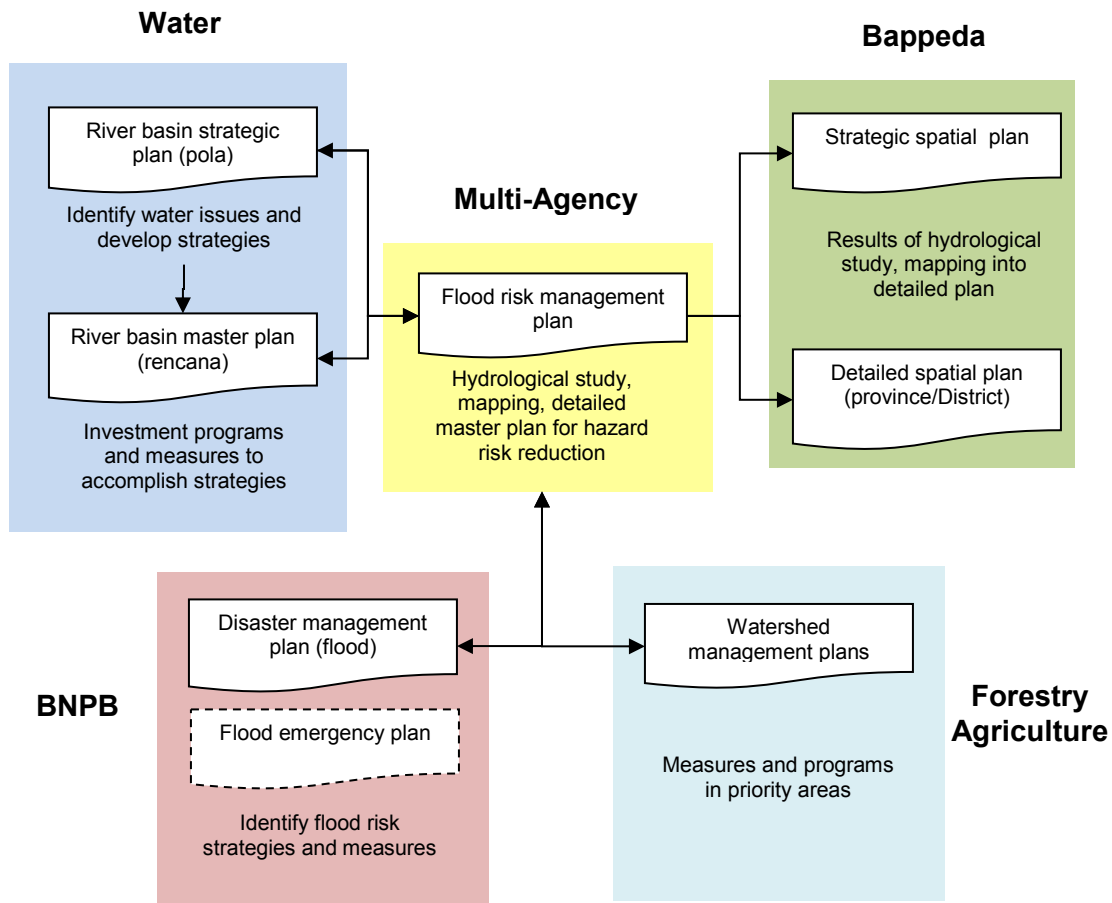 Water
Bappeda
River basin strategic
plan (pola)
Identify water issues and
develop strategies
River basin master plan
(rencana)
Investment programs
and measures to
accomplish strategies
Multi-Agency
Flood risk management
plan
Hydrological study,
mapping, detailed
master plan for hazard
risk reduction
Strategic spatial plan
Results of hydrological
study, mapping into
detailed plan
Detailed spatial plan
(province/District)
BNPB
Disaster management
plan (flood)
Flood emergency plan
Identify flood risk
strategies and measures
Watershed
management plans
Measures and programs
in priority areas
Forestry
Agriculture